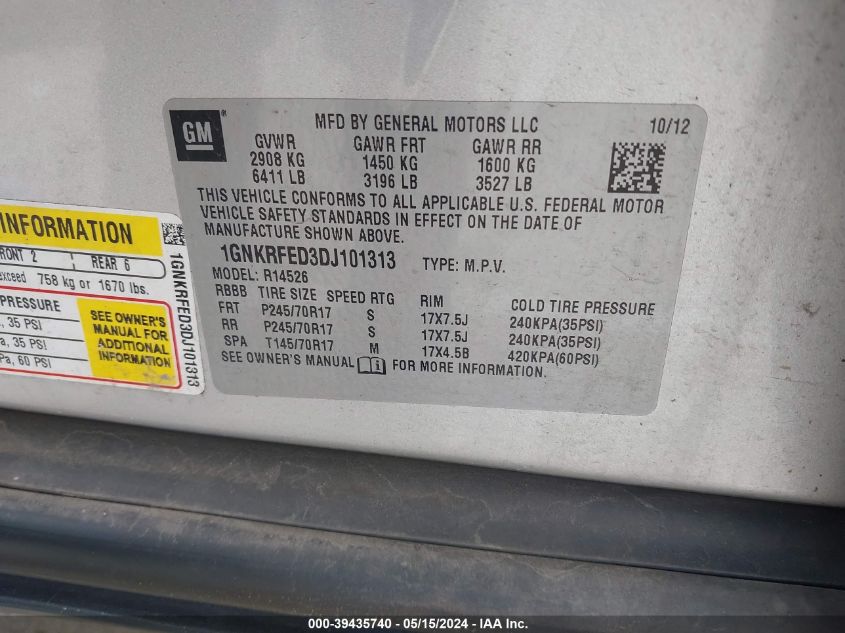 GM
MFD BY GENERAL MOTORS LLC 10/12
GVWR GAWR FRT GAWR RR
2908 KG 1450 KG 1600 KG
6411 LB 3196 LB 3527 LB
THIS VEHICLE CONFORMS TO ALL APPLICABLE U.S. FEDERAL MOTOR
VEHICLE SAFETY STANDARDS IN EFFECT ON THE DATE OF
MANUFACTURE SHOWN ABOVE.
1GNKRFED3DJ101313 TYPE: M.P.V.
MODEL: R14526
RBBB TIRE SIZE SPEED RTG RIM COLD TIRE PRESSURE
FRT P245/70R17 S 17X7.5J 240KPA(35PSI)
RR P245/70R17 S 17X7.5J 240KPA(35PSI)
SPA T145/70R17 M 17X4.5B 420KPA(60PSI)
SEE OWNER'S MANUAL i FOR MORE INFORMATION.
INFORMATION
RONT 2 REAR 6
exceed 758 kg or 1670 lbs.
PRESSURE
, 35 PSI
a, 35 PSI
Pa, 60 PSI
SEE OWNER'S
MANUAL FOR
ADDITIONAL
INFORMATION
1GNKRFED3DJ101313
000-39435740 - 05/15/2024 - IAA Inc.